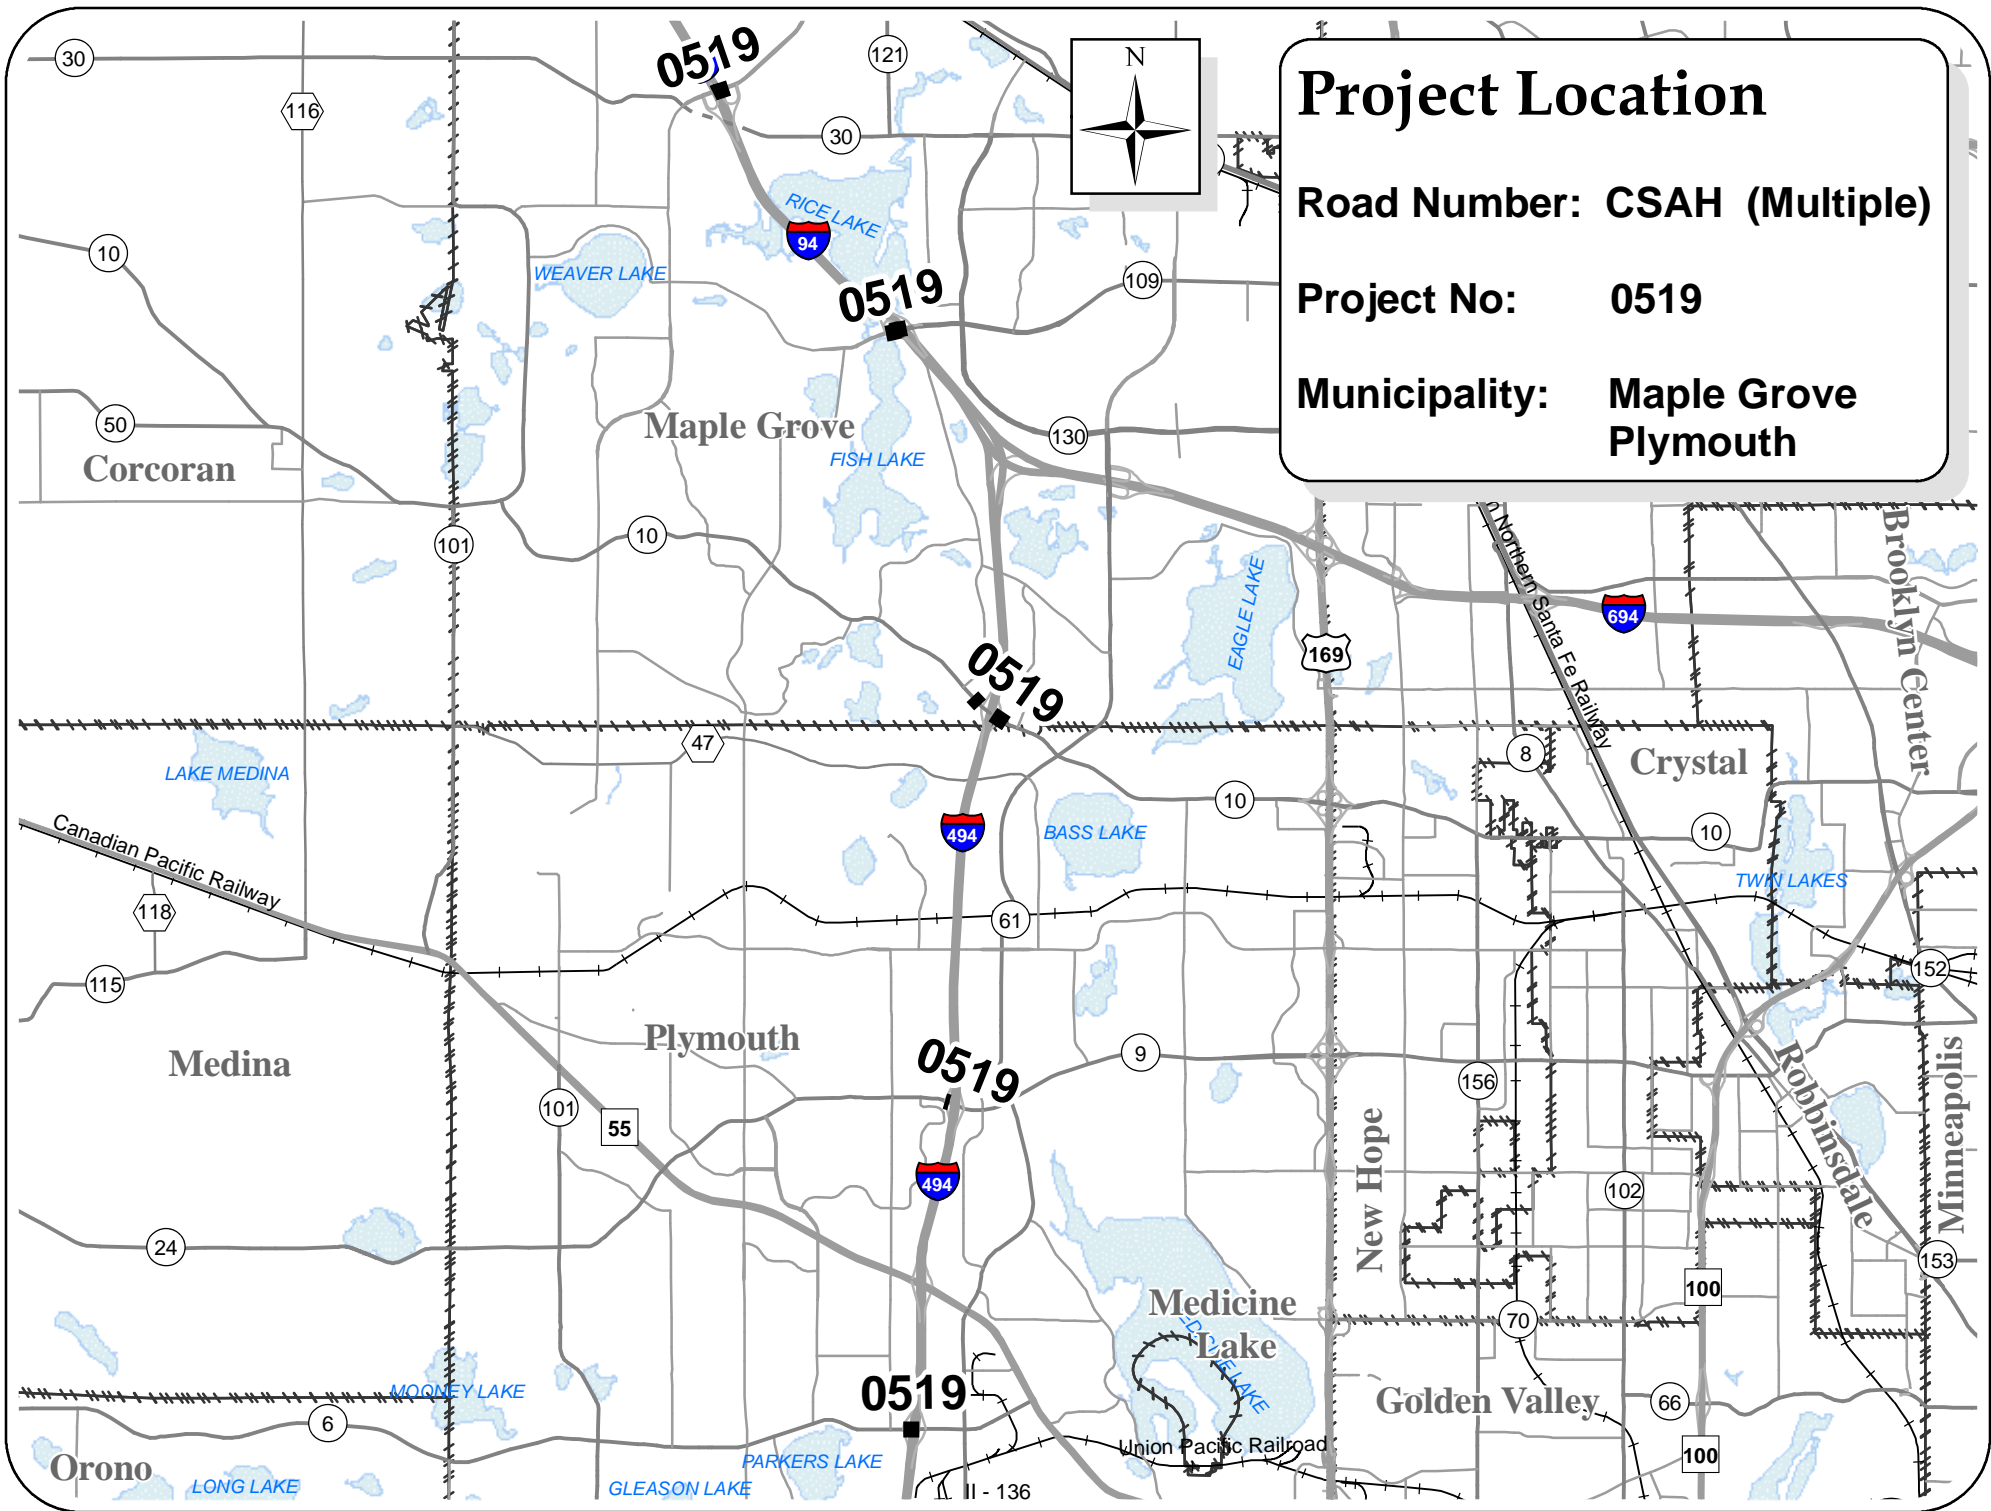 Project Location
Road Number: CSAH (Multiple)
Project No: 0519
Municipality: Maple Grove
Plymouth
N
30
0519
121
116
30
RICE LAKE
94
10
WEAVER LAKE
0519
109
50
Maple Grove
130
Corcoran
FISH LAKE
101
10
n Northern Santa Fe Railway
Brooklyn Center
EAGLE LAKE
694
169
0519
47
8
Crystal
LAKE MEDINA
10
494
BASS LAKE
10
Canadian Pacific Railway
TWIN LAKES
118
61
152
115
Plymouth
Medina
0519
9
156
Robbinsdale
Minneapolis
101
55
New Hope
494
102
24
153
100
Medicine
Lake
MEDICINE LAKE
70
MOONEY LAKE
0519
Golden Valley
66
6
Union Pacific Railroad
100
Orono
PARKERS LAKE
LONG LAKE
GLEASON LAKE
II - 136